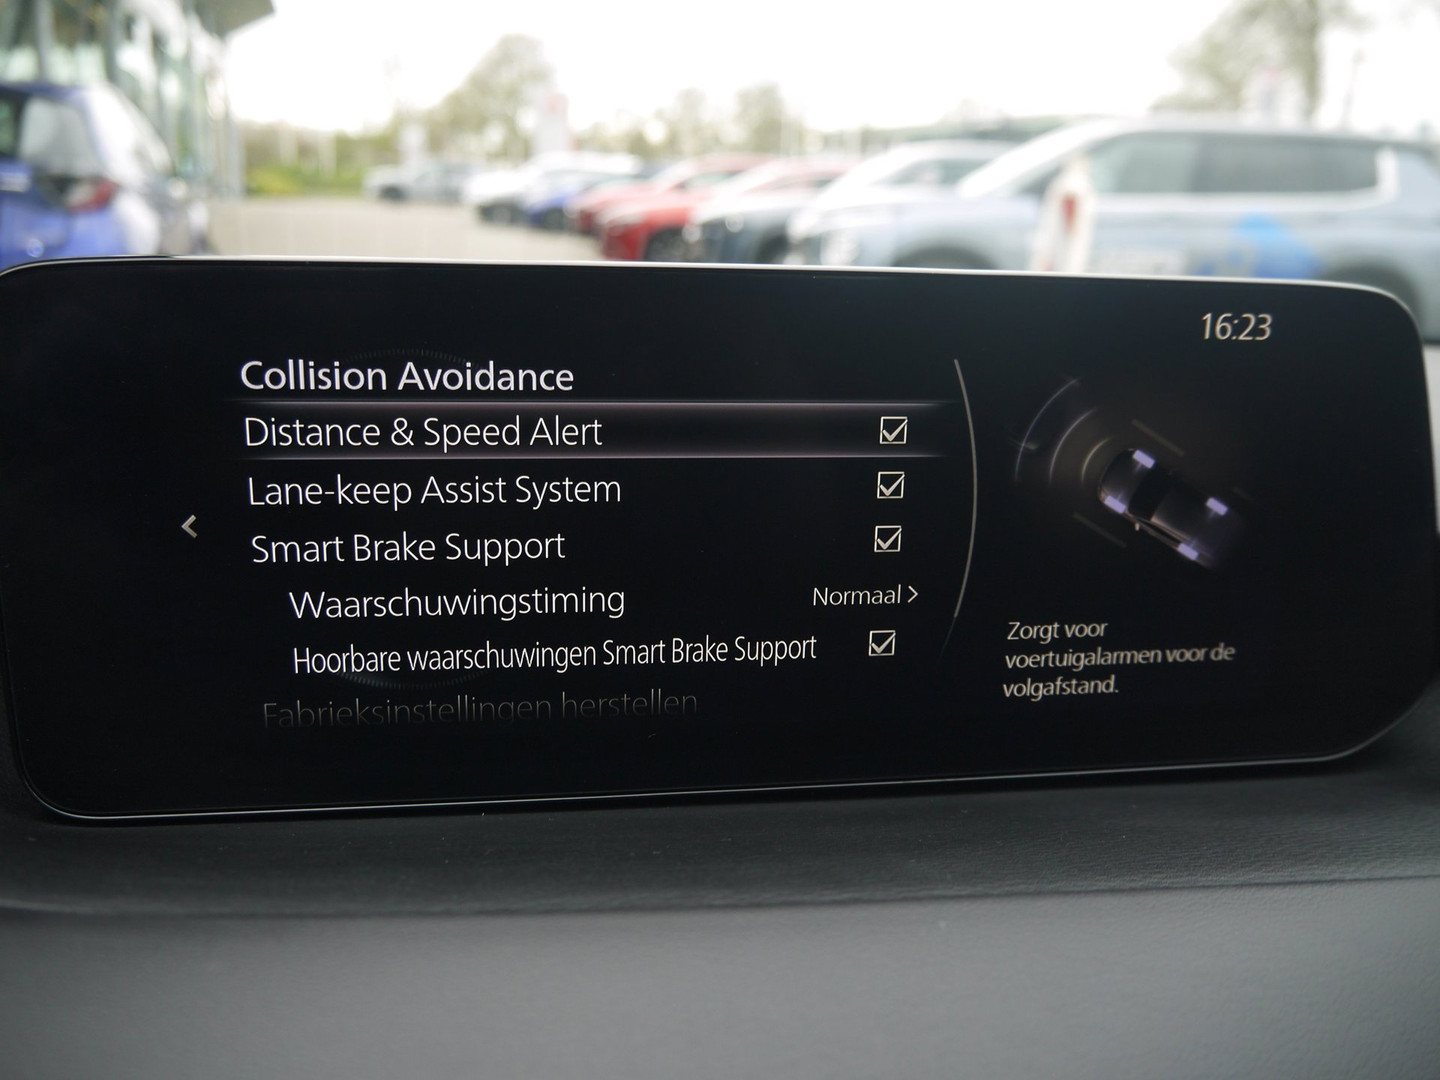 16:23
Collision Avoidance
Distance & Speed Alert
Lane-keep Assist System
Smart Brake Support
Waarschuwingstiming Normaal >
Hoorbare waarschuwingen Smart Brake Support
Fabrieksinstellingen herstellen
Zorgt voor
voertuigalarmen voor de
volgafstand.